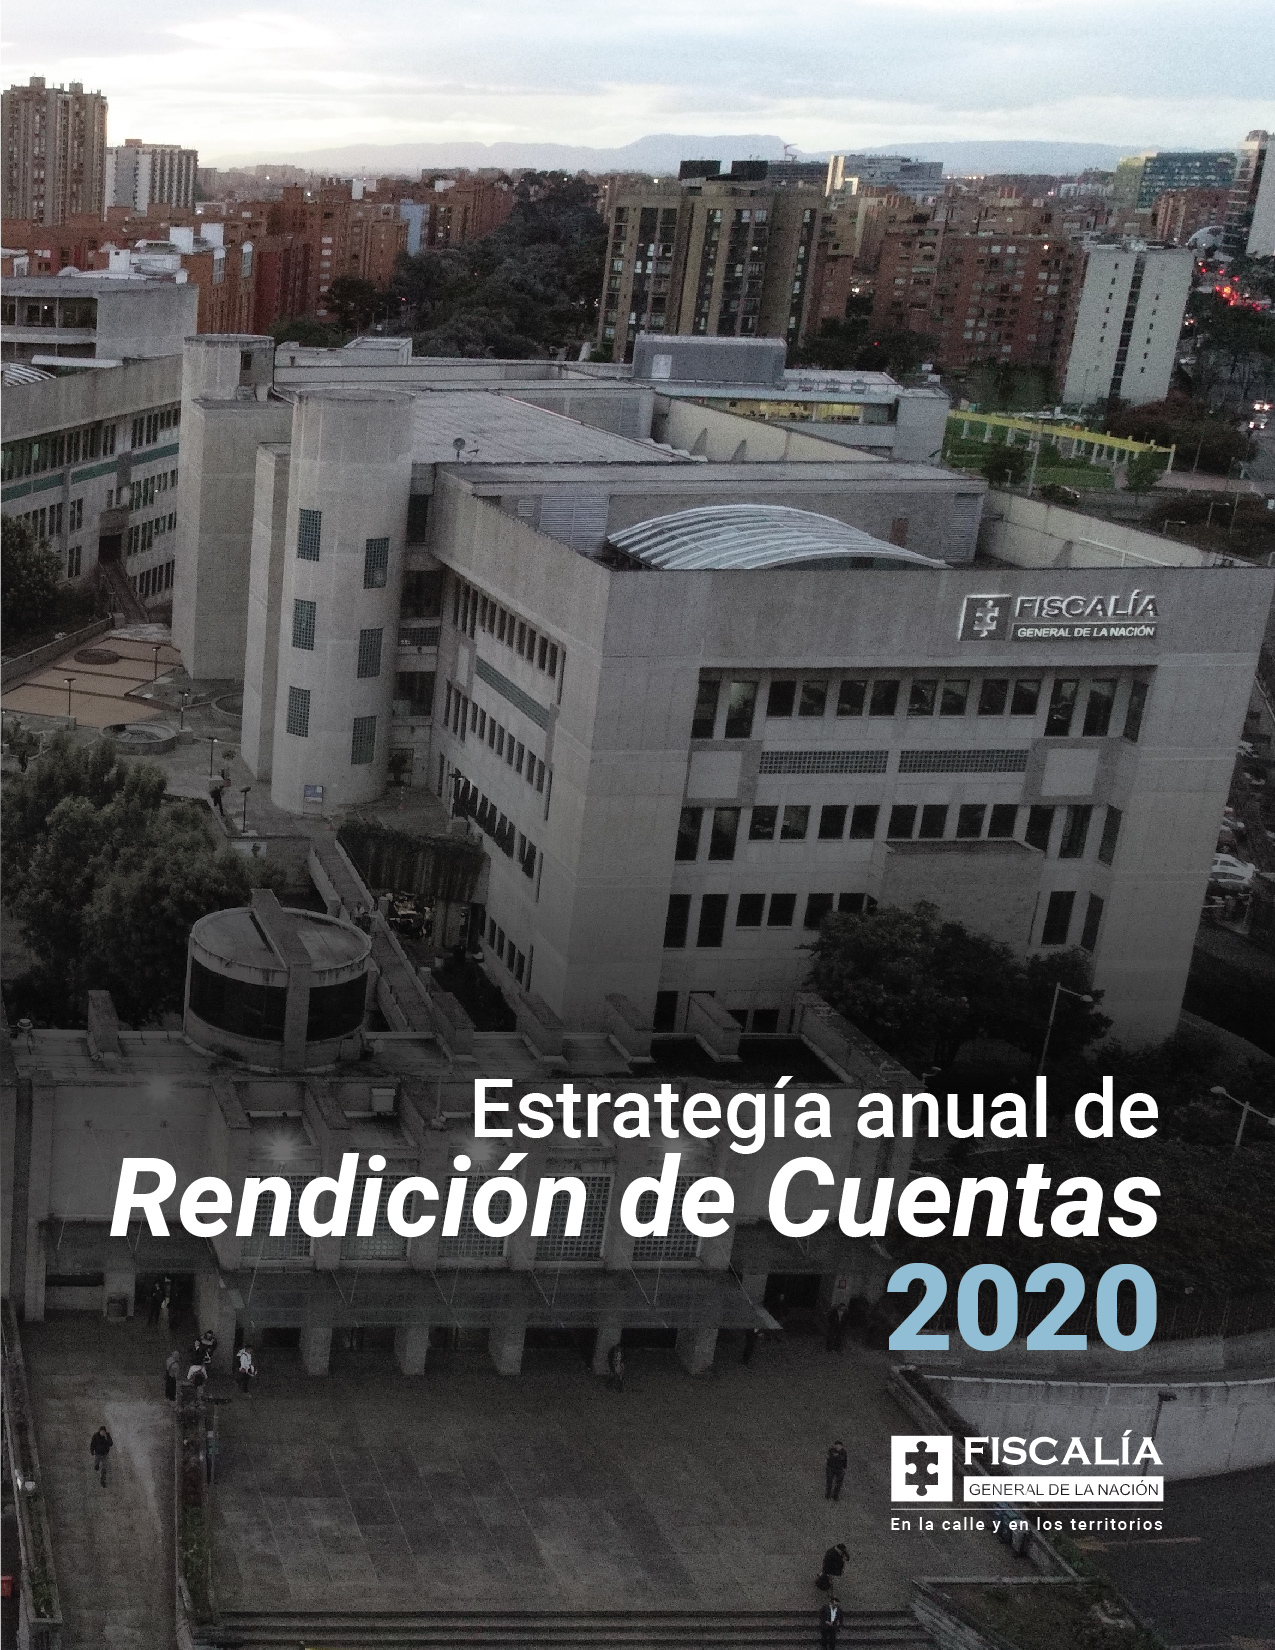 FISCALÍA
GENERAL DE LA NACIÓN
Estrategía anual de
Rendición de Cuentas
2020
FISCALÍA
GENERAL DE LA NACIÓN
En la calle y en los territorios